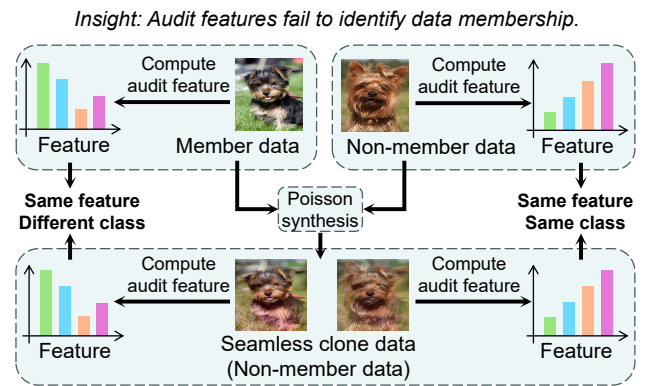 Insight: Audit features fail to identify data membership.
Compute
audit feature
Feature
Member data
Compute
audit feature
Non-member data
Feature
Same feature
Different class
Poisson
synthesis
Same feature
Same class
Compute
audit feature
Feature
Compute
audit feature
Feature
Seamless clone data
(Non-member data)